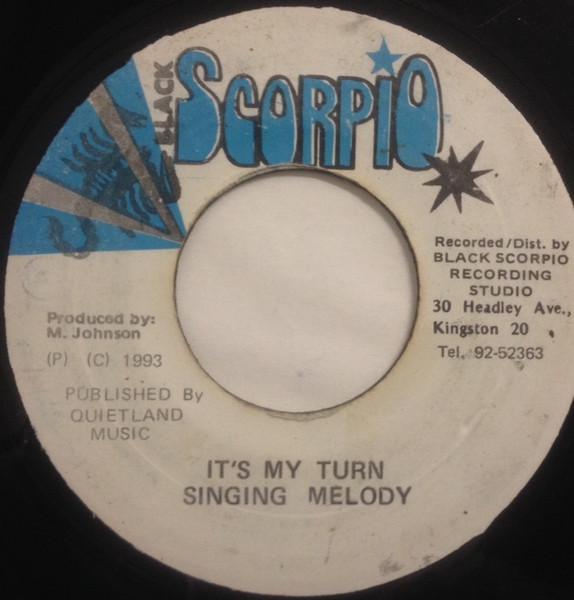 BLACK
SCORPIO
Recorded/Dist. by
BLACK SCORPIO
RECORDING
STUDIO
30 Headley Ave.,
Kingston 20
Tel. 92-52363
Produced by:
M. Johnson
(P) (C) 1993
PUBLISHED By
QUIETLAND
MUSIC
IT'S MY TURN
SINGING MELODY